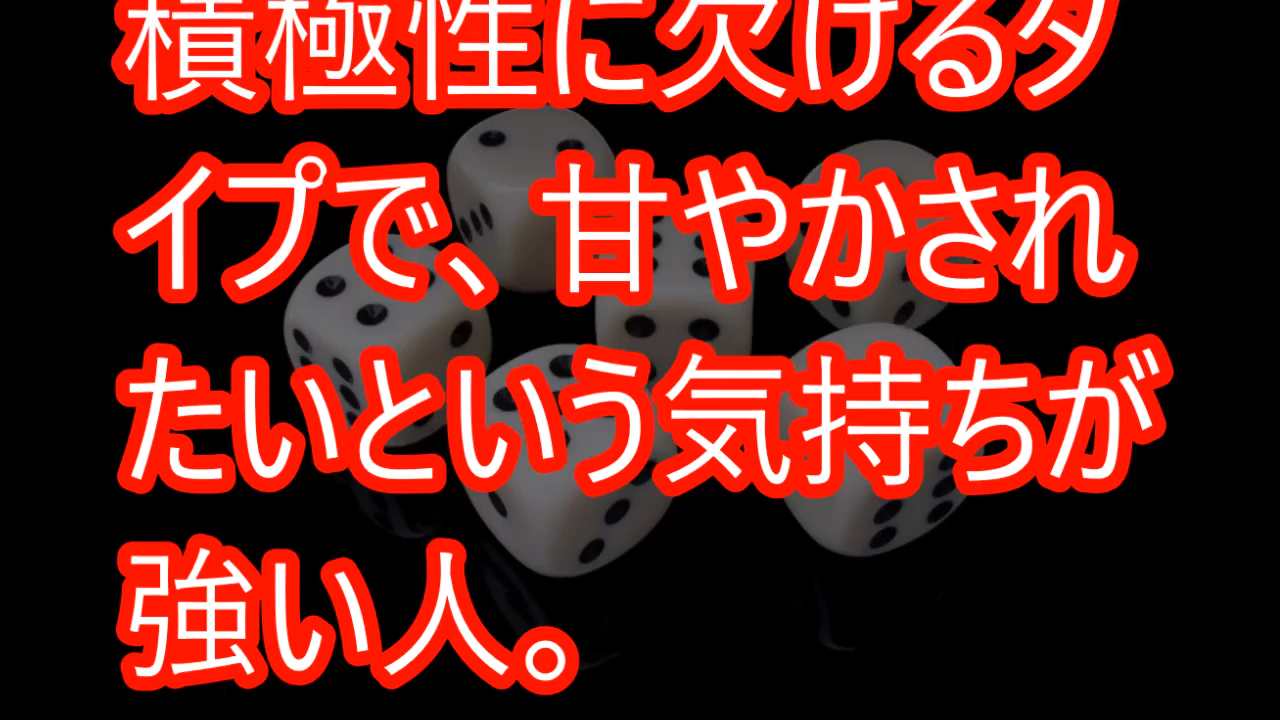 積極性に欠けるタ
イプで、甘やかされ
たいという気持ちが
強い人。